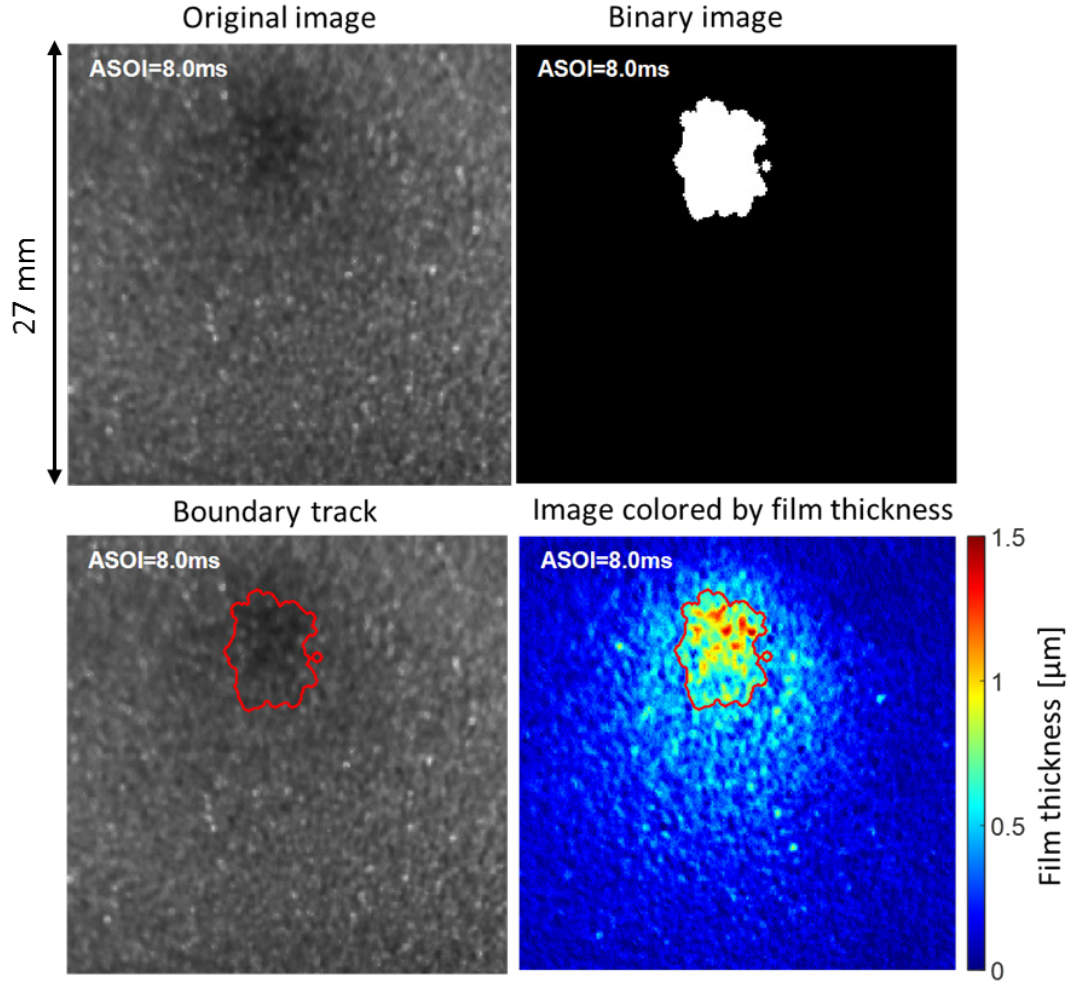 Original image
Binary image
ASOI=8.0ms
ASOI=8.0ms
27 mm
Boundary track
Image colored by film thickness
ASOI=8.0ms
ASOI=8.0ms
1.5
1
0.5
0
Film thickness [µm]